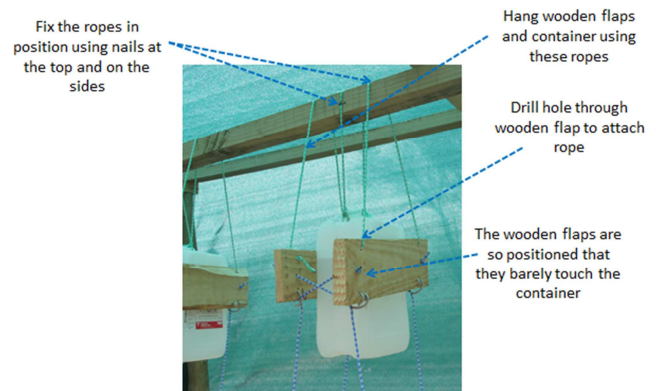 Fix the ropes in
position using nails at
the top and on the
sides
Hang wooden flaps
and container using
these ropes
Drill hole through
wooden flap to attach
rope
The wooden flaps are
so positioned that
they barely touch the
container